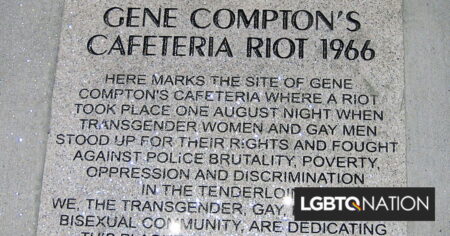 GENE COMPTON'S
CAFETERIA RIOT 1966
HERE MARKS THE SITE OF GENE
COMPTON'S CAFETERIA WHERE A RIOT
TOOK PLACE ONE AUGUST NIGHT WHEN
TRANSGENDER WOMEN AND GAY MEN
STOOD UP FOR THEIR RIGHTS AND FOUGHT
AGAINST POLICE BRUTALITY, POVERTY,
OPPRESSION AND DISCRIMINATION
IN THE
WE, THE TRANSGENDER, GAY,
BISEXUAL COMMUNITY, ARE DEDICATING
LGBTQNATION